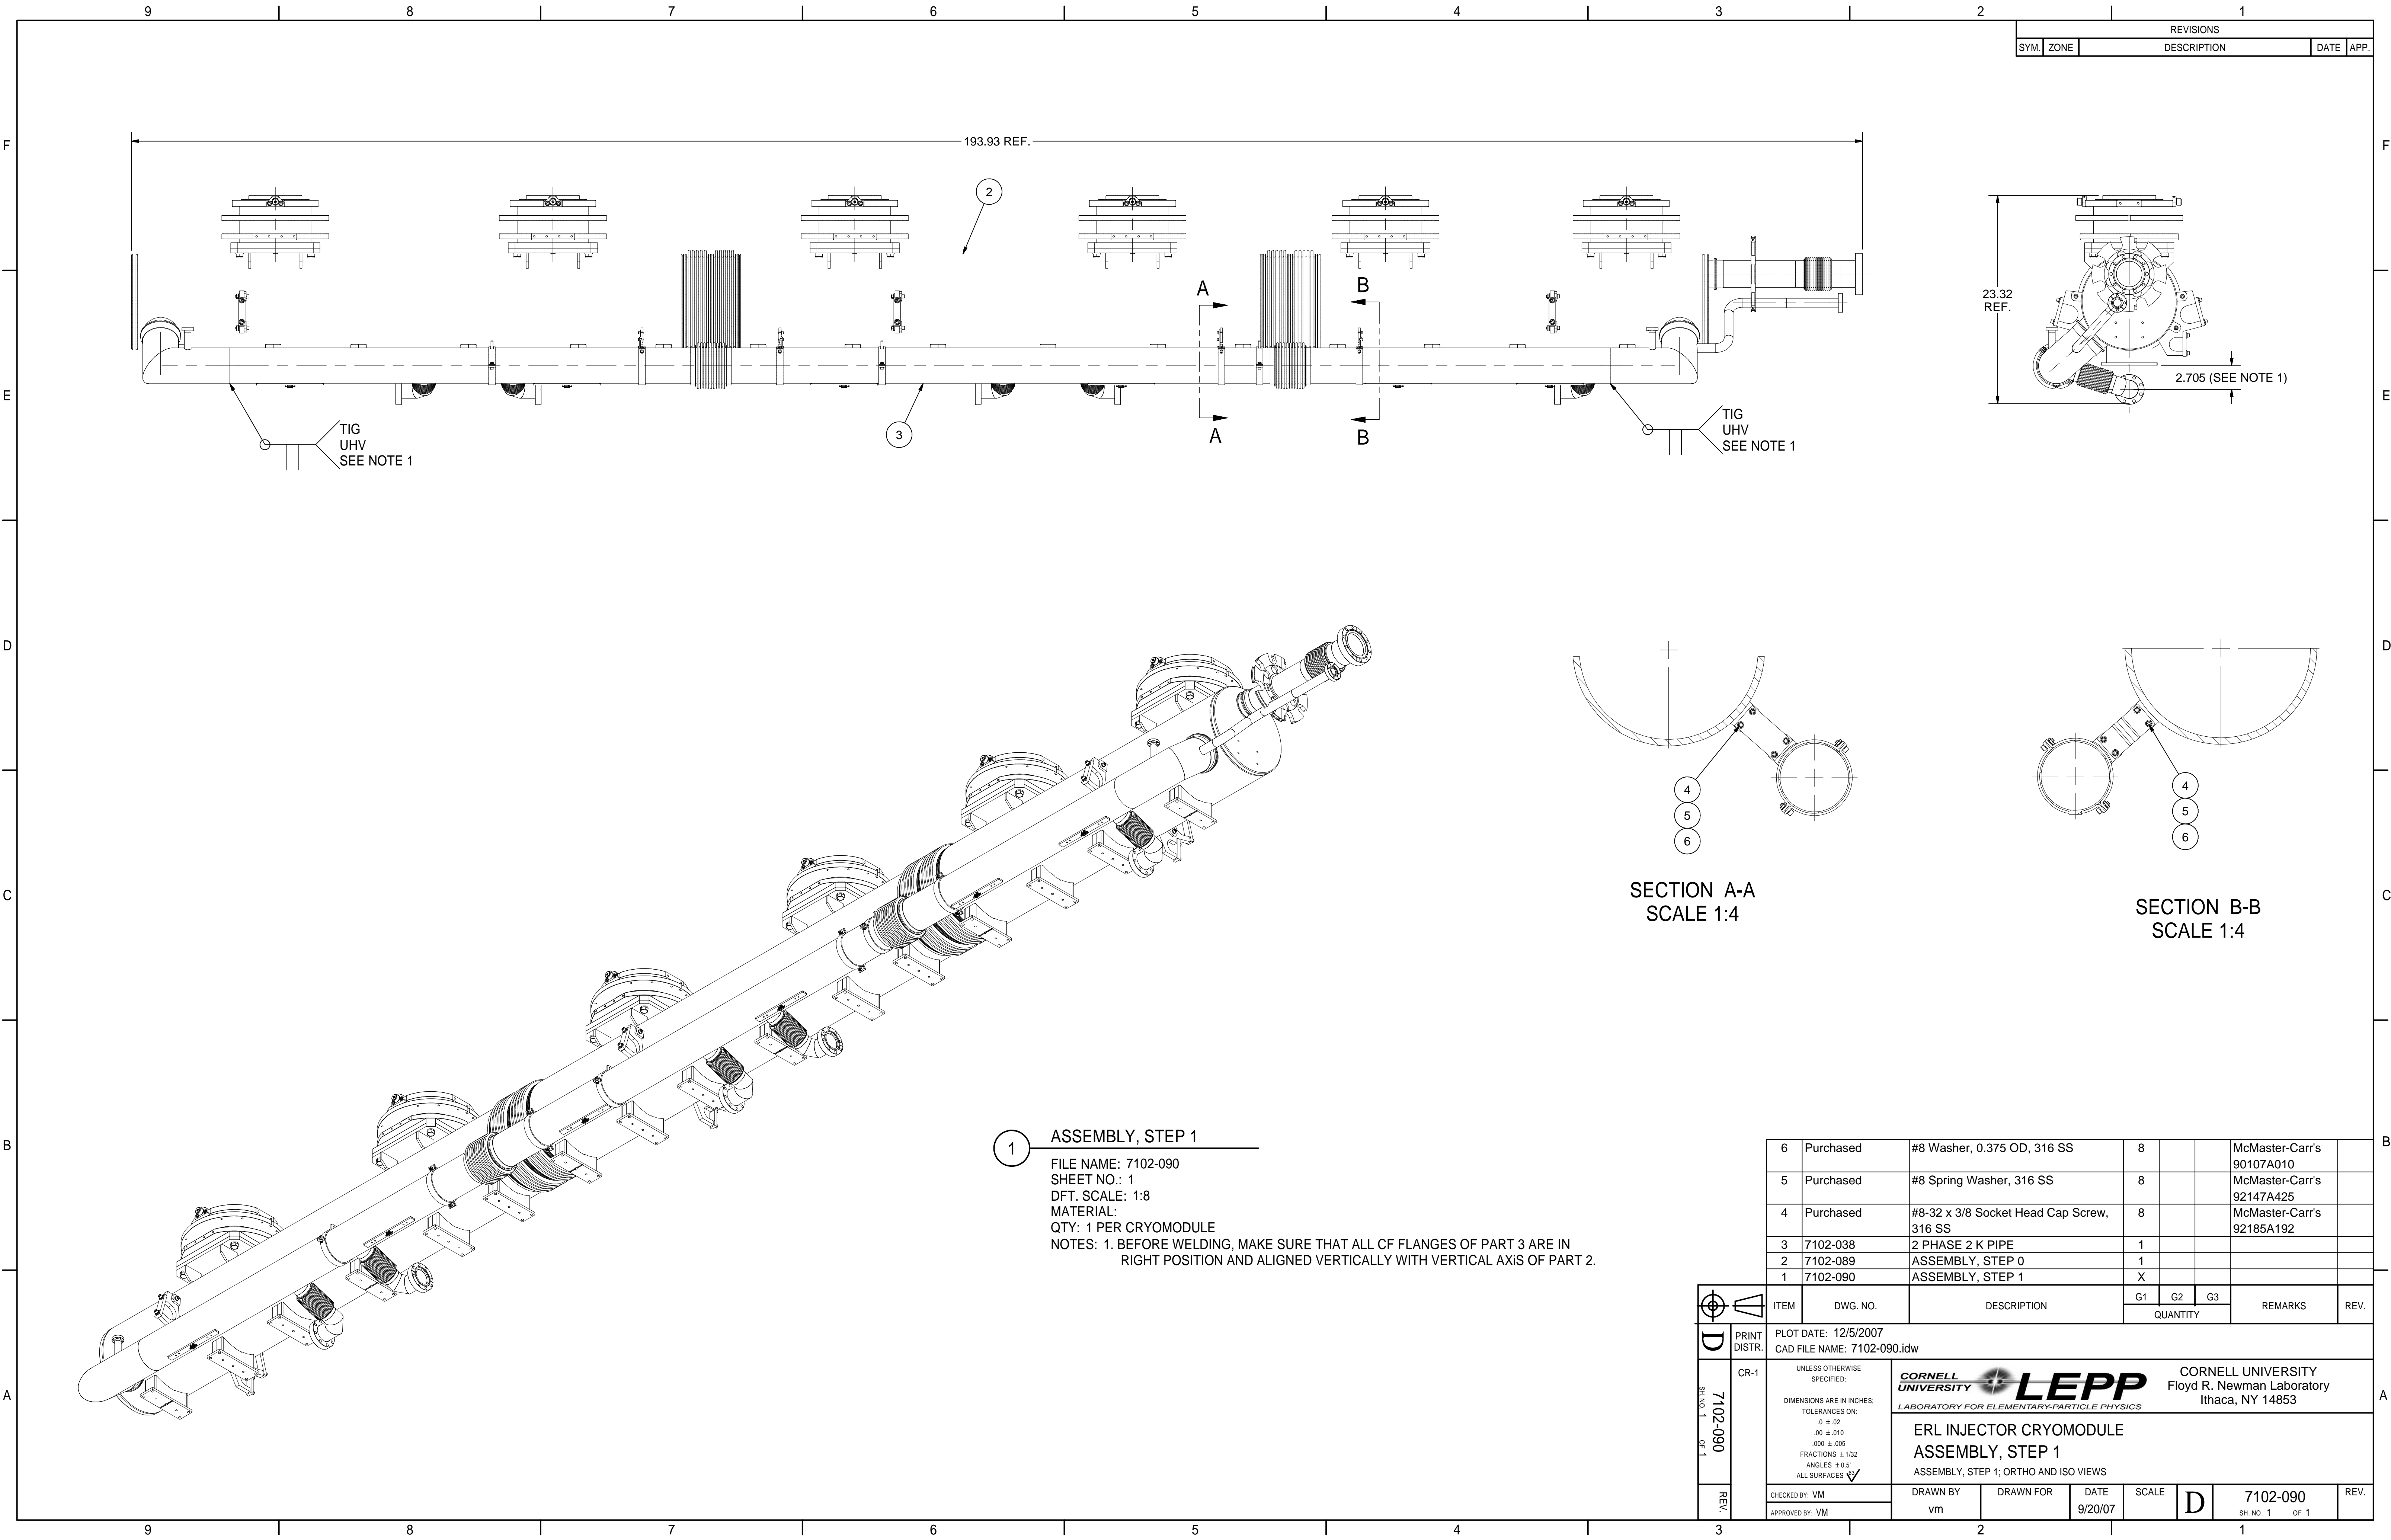 9 8 7 6 5 4 3 2 1
REVISIONS
SYM. ZONE DESCRIPTION DATE APP.
F F
193.93 REF.
2
A B
23.32
REF.
2.705 (SEE NOTE 1)
E E
3
A B
TIG
UHV
SEE NOTE 1
TIG
UHV
SEE NOTE 1
D D
4
5
6
4
5
6
SECTION A-A
SCALE 1:4
SECTION B-B
SCALE 1:4
C C
1
ASSEMBLY, STEP 1
FILE NAME: 7102-090
SHEET NO.: 1
DFT. SCALE: 1:8
MATERIAL:
QTY: 1 PER CRYOMODULE
NOTES: 1. BEFORE WELDING, MAKE SURE THAT ALL CF FLANGES OF PART 3 ARE IN
RIGHT POSITION AND ALIGNED VERTICALLY WITH VERTICAL AXiS OF PART 2.
B B
6 Purchased #8 Washer, 0.375 OD, 316 SS 8 McMaster-Carr's
90107A010
5 Purchased #8 Spring Washer, 316 SS 8 McMaster-Carr's
92147A425
4 Purchased #8-32 x 3/8 Socket Head Cap Screw, 8 McMaster-Carr's
316 SS 92185A192
3 7102-038 2 PHASE 2 K PIPE 1
2 7102-089 ASSEMBLY, STEP 0 1
1 7102-090 ASSEMBLY, STEP 1 X
ITEM DWG. NO. DESCRIPTION G1 G2 G3 REMARKS REV.
QUANTITY
D
PRINT
DISTR.
PLOT DATE: 12/5/2007
CAD FILE NAME: 7102-090.idw
CR-1
SH. NO. 1 OF 1
7102-090
REV.
UNLESS OTHERWISE
SPECIFIED:
DIMENSIONS ARE IN INCHES;
TOLERANCES ON:
.0 ± .02
.00 ± .010
.000 ± .005
FRACTIONS ± 1/32
ANGLES ± 0.5°
ALL SURFACES
CORNELL
UNIVERSITY
LEPP
LABORATORY FOR ELEMENTARY-PARTICLE PHYSICS
CORNELL UNIVERSITY
Floyd R. Newman Laboratory
Ithaca, NY 14853
A A
ERL INJECTOR CRYOMODULE
ASSEMBLY, STEP 1
ASSEMBLY, STEP 1; ORTHO AND ISO VIEWS
CHECKED BY: VM
APPROVED BY: VM
DRAWN BY
vm
DRAWN FOR
DATE
9/20/07
SCALE
D
7102-090
SH. NO. 1 OF 1
REV.
9 8 7 6 5 4 3 2 1